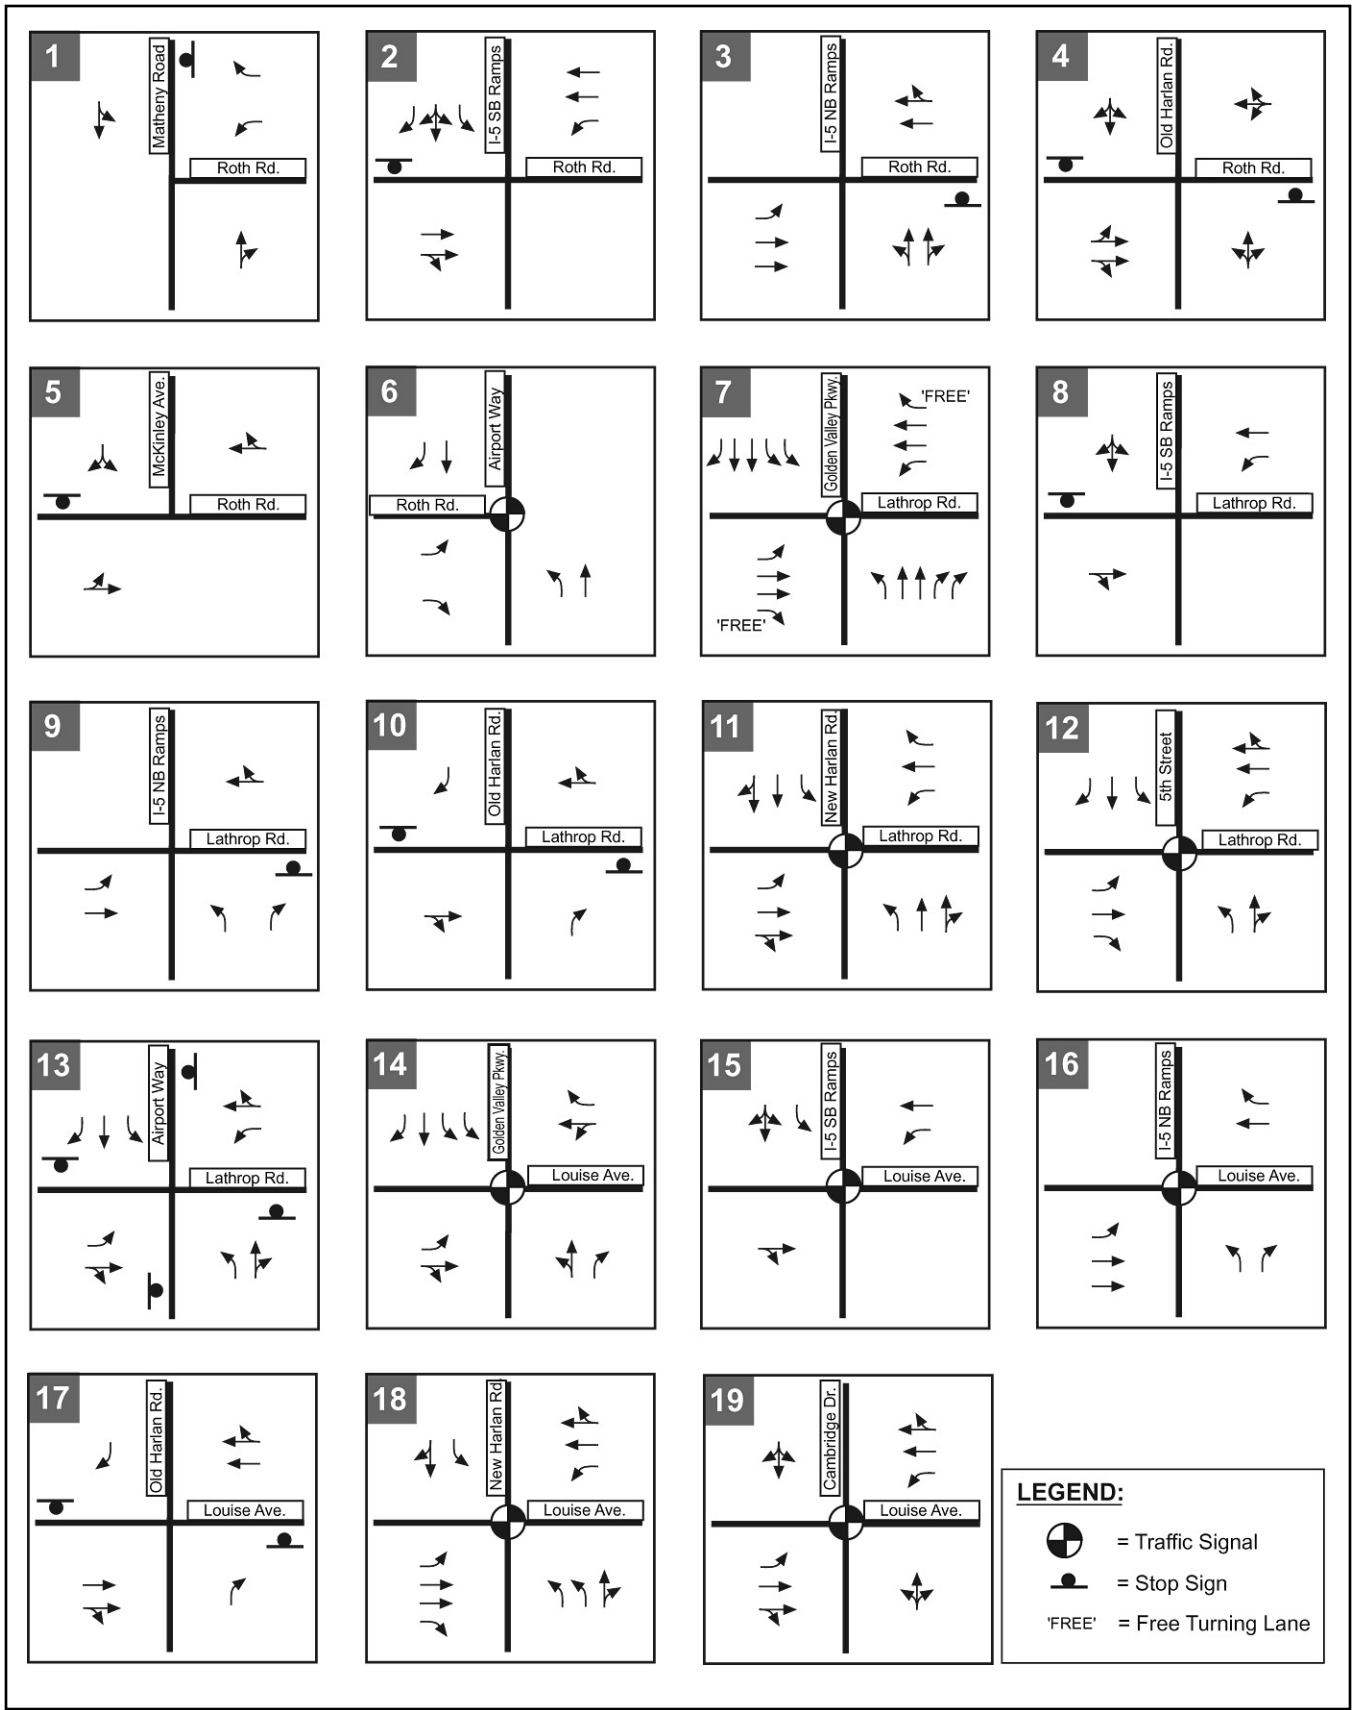 1
Matheny Road
Roth Rd.
2
I-5 SB Ramps
Roth Rd.
3
I-5 NB Ramps
Roth Rd.
4
Old Harlan Rd.
Roth Rd.
5
McKinley Ave.
Roth Rd.
6
Airport Way
Roth Rd.
7
Golden Valley Pkwy.
'FREE'
Lathrop Rd.
'FREE'
8
I-5 SB Ramps
Lathrop Rd.
9
I-5 NB Ramps
Lathrop Rd.
10
Old Harlan Rd.
Lathrop Rd.
11
New Harlan Rd.
Lathrop Rd.
12
5th Street
Lathrop Rd.
13
Airport Way
Lathrop Rd.
14
Golden Valley Pkwy.
Louise Ave.
15
I-5 SB Ramps
Louise Ave.
16
I-5 NB Ramps
Louise Ave.
17
Old Harlan Rd.
Louise Ave.
18
New Harlan Rd.
Louise Ave.
19
Cambridge Dr.
Louise Ave.
LEGEND:
= Traffic Signal
= Stop Sign
'FREE' = Free Turning Lane